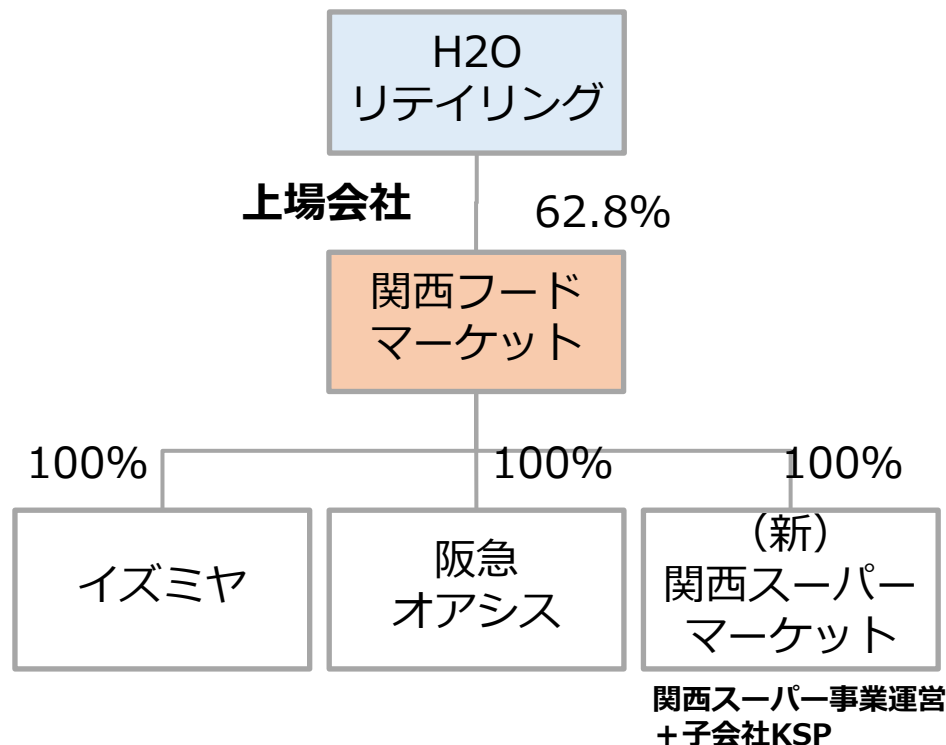 H2O
リテイリング
上場会社
62.8%
関西フード
マーケット
100%
100%
100%
イズミヤ
阪急
オアシス
（新）
関西スーパー
マーケット
関西スーパー事業運営
＋子会社KSP